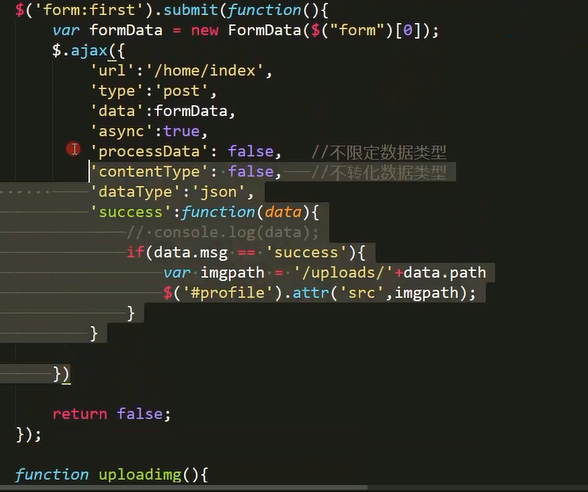 $('form:first').submit(function(){
var formData = new FormData($("form")[0]);
$.ajax({
'url':'/home/index',
'type':'post',
'data':formData,
'async':true,
'processData': false, //不限定数据类型
'contentType': false, //不转化数据类型
'dataType':'json',
'success':function(data){
// console.log(data);
if(data.msg == 'success'){
var imgpath = '/uploads/'+data.path
$('#profile').attr('src',imgpath);
}
}
})
return false;
});
function uploadimg(){